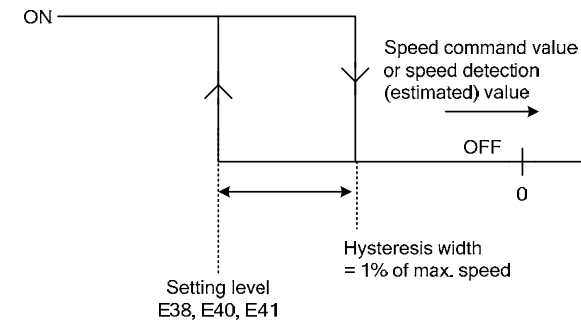 ON
Speed command value
or speed detection
(estimated) value
OFF
0
Hysteresis width
= 1% of max. speed
Setting level
E38, E40, E41